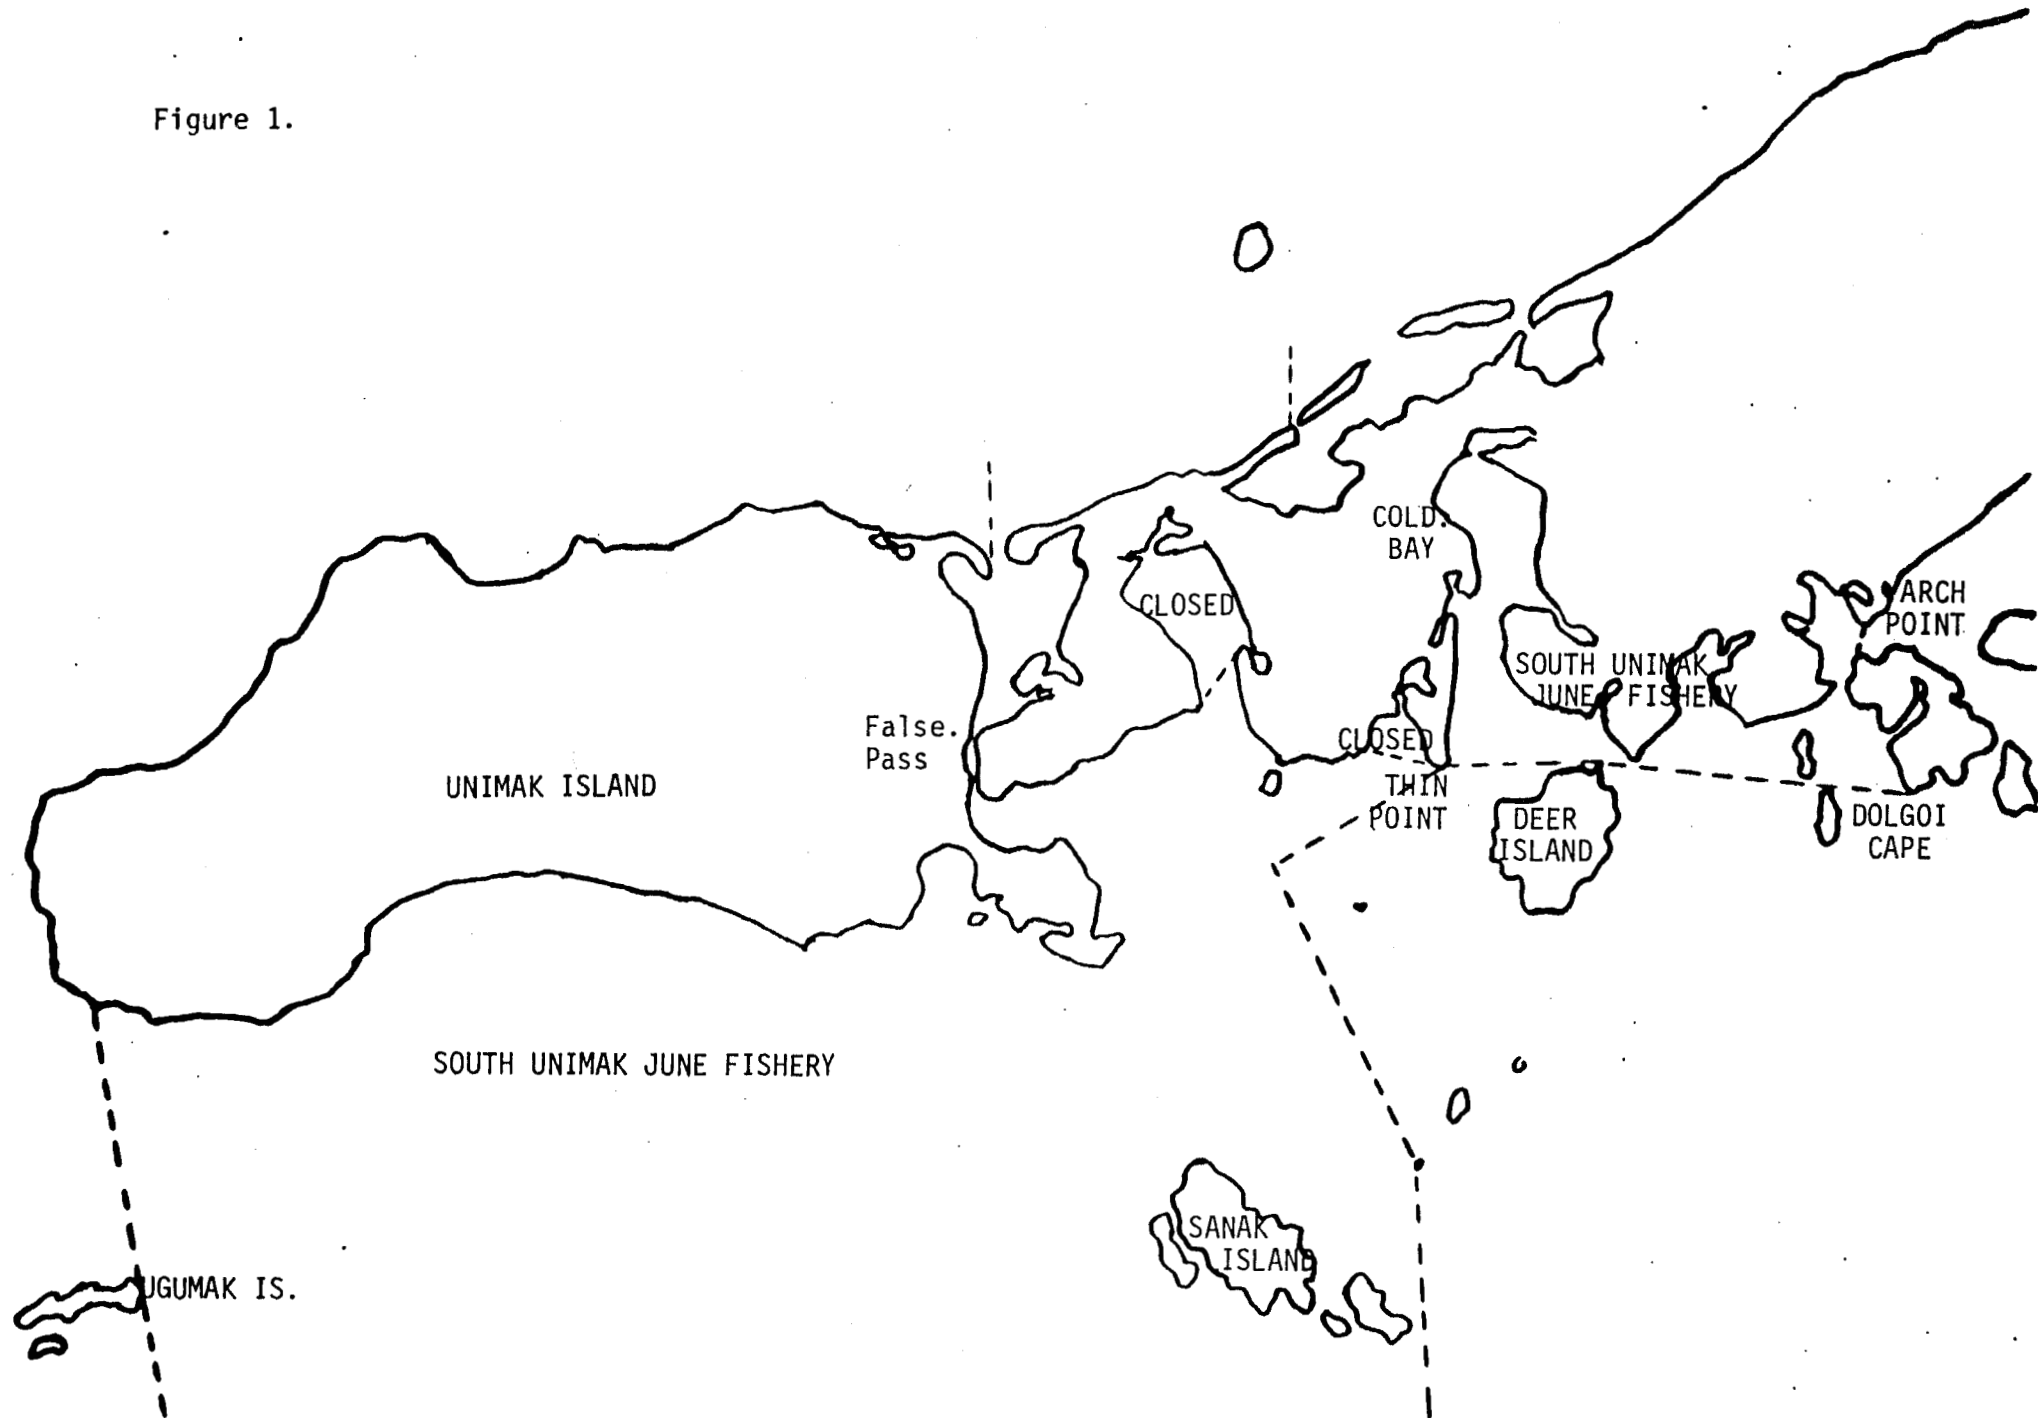 Figure 1.
COLD.
BAY
CLOSED
ARCH
POINT
SOUTH UNIMAK
JUNE FISHERY
False.
Pass
CLOSED
UNIMAK ISLAND
THIN
POINT
DEER
ISLAND
DOLGOI
CAPE
SOUTH UNIMAK JUNE FISHERY
SANAK
ISLAND
UGUMAK IS.